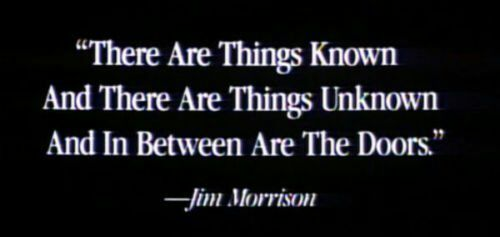 “There Are Things Known
And There Are Things Unknown
And In Between Are The Doors.”
—Jim Morrison